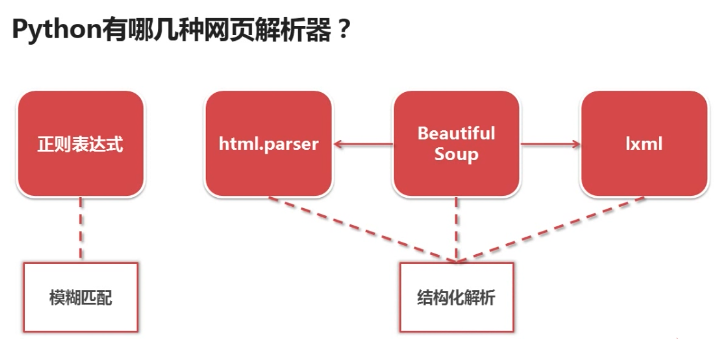 Python有哪几种网页解析器？
正则表达式
html.parser
Beautiful
Soup
lxml
模糊匹配
结构化解析